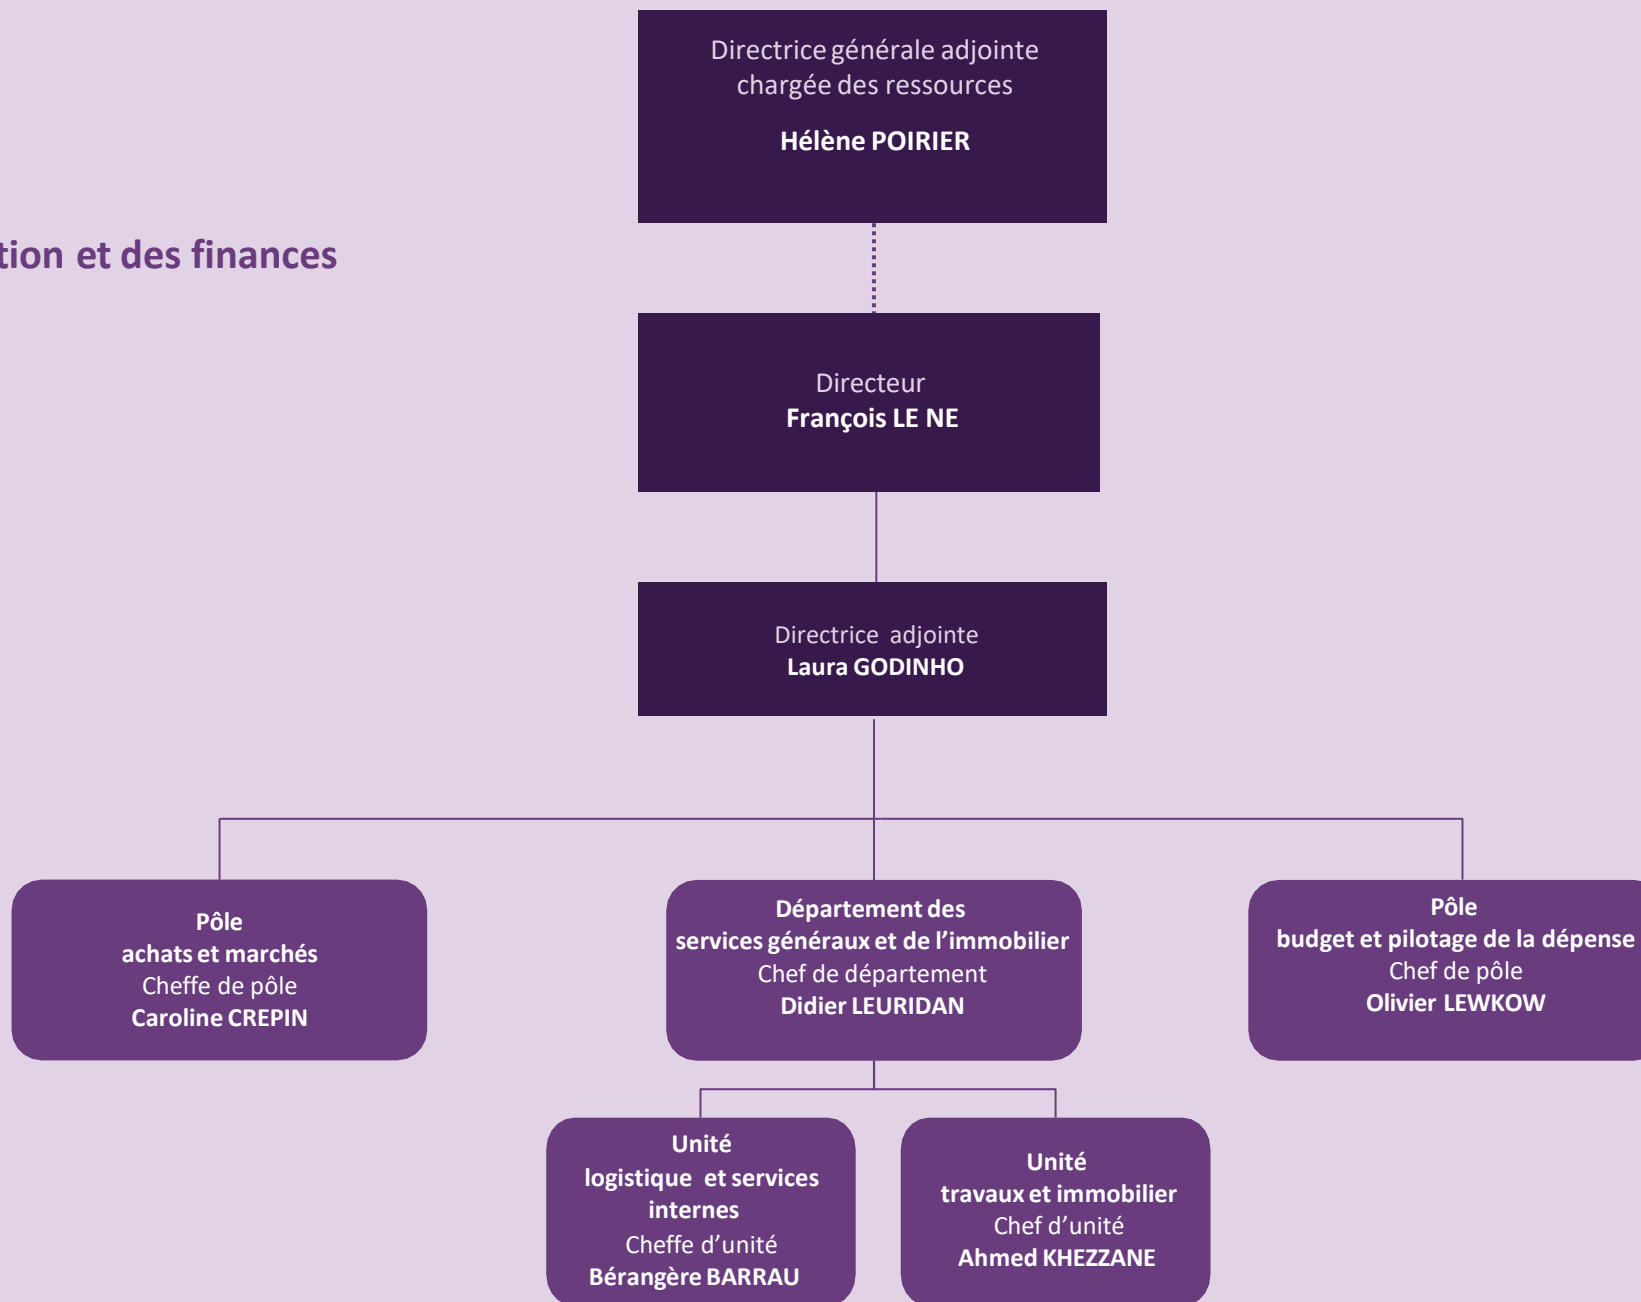 Directrice générale adjointe
chargée des ressources
Hélène POIRIER
et des finances
Directeur
François LE NE
Directrice adjointe
Laura GODINHO
Pôle
achats et marchés
Cheffe de pôle
Caroline CREPIN
Département des
services généraux et de l’immobilier
Chef de département
Didier LEURIDAN
Pôle
budget et pilotage de la dépense
Chef de pôle
Olivier LEWKOW
Unité
logistique et services
internes
Cheffe d’unité
Bérangère BARRAU
Unité
travaux et immobilier
Chef d’unité
Ahmed KHEZZANE